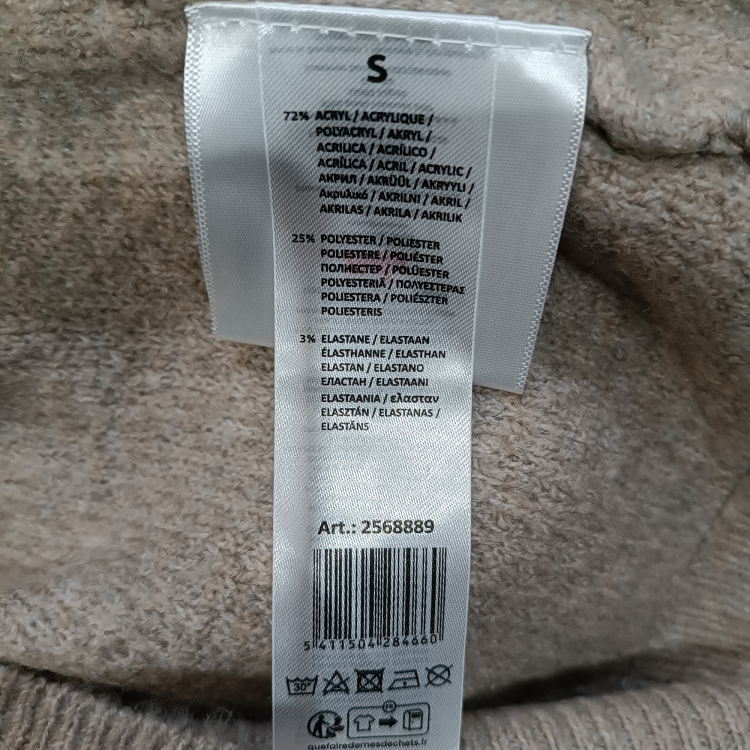 S
72% ACRYL / ACRYLIQUE /
POLYACRYL / AKRYL /
ACRILICA / ACRÍLICO /
ACRÍLICA / ACRIL / ACRYLIC /
АКРИЛ / AKRÜÜL / AKRYYLI /
Ακρυλικό / AKRILNI / AKRIL /
AKRILAS / AKRILA / AKRILIK
25% POLYESTER / POLIESTER
POLIESTERE / POLIÉSTER
ПОЛИЕСТЕР / POLÜESTER
POLYESTERIÄ / ΠΟΛΥΕΣΤΕΡΑΣ
POLIESTERA / POLIÉSZTER
POLIESTERIS
3% ELASTANE / ELASTAAN
ÉLASTHANNE / ELASTHAN
ELASTAN / ELASTANO
ЕЛАСТАН / ELASTAANI
ELASTAANIA / ελασταν
ELASZTÁN / ELASTANAS /
ELASTĀNS
Art.: 2568889
5 411504 284660
30°
FR
quefairedemesdechets.fr